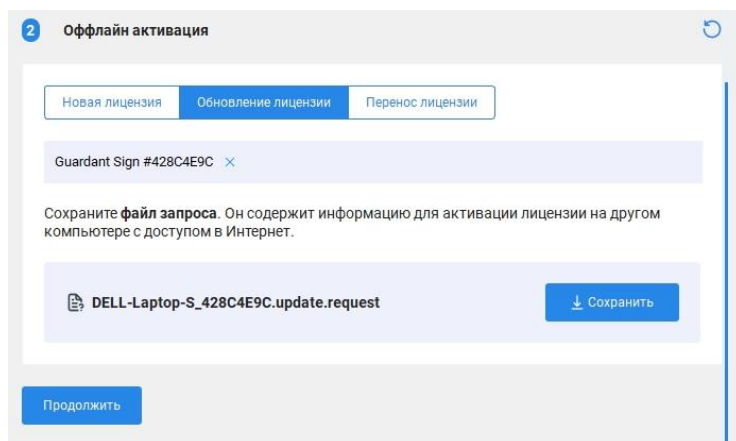 2 Оффлайн активация
Новая лицензия Обновление лицензии Перенос лицензии
Guardant Sign #428C4E9C ×
Сохраните файл запроса. Он содержит информацию для активации лицензии на другом
компьютере с доступом в Интернет.
DELL-Laptop-S_428C4E9C.update.request
Сохранить
Продолжить